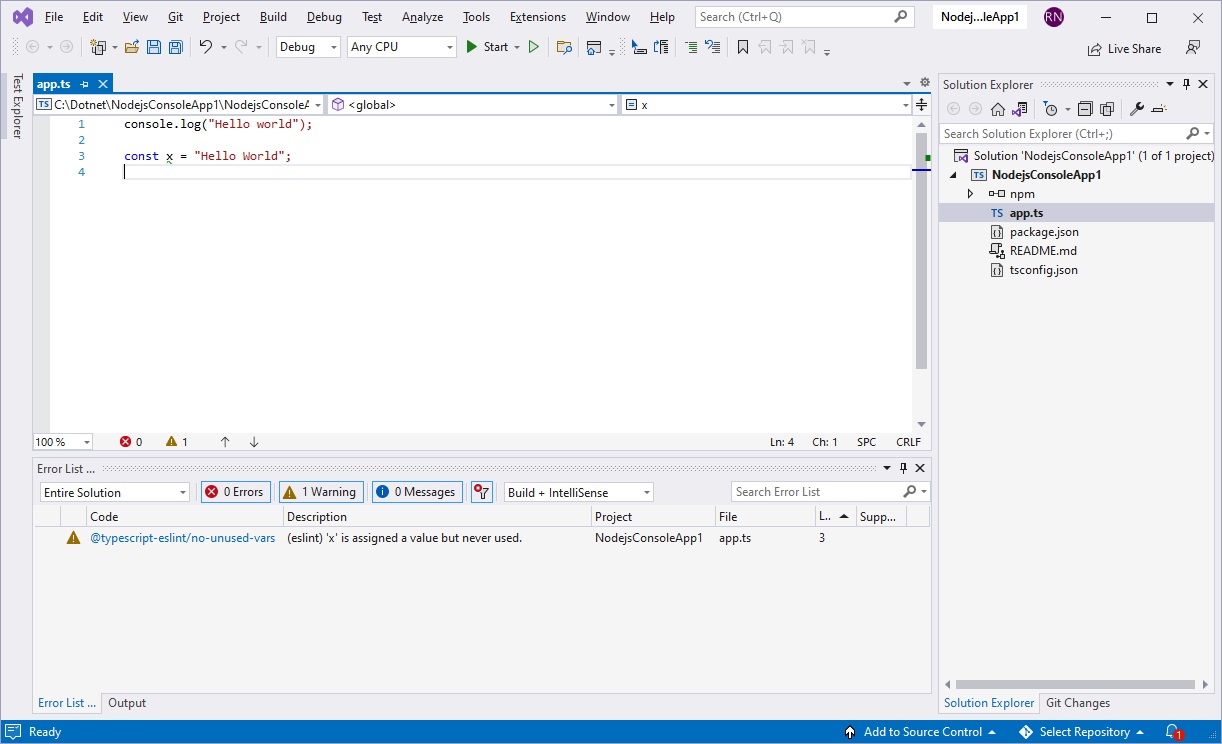 File Edit View Git Project Build Debug Test Analyze Tools Extensions Window Help Search (Ctrl+Q) Nodej...leApp1 RN
Debug Any CPU Start Live Share
Test Explorer
app.ts
TS C:\Dotnet\NodejsConsoleApp1\NodejsConsoleA <global> x
1 console.log("Hello world");
2
3 const x = "Hello World";
4
100 % 0 1 Ln: 4 Ch: 1 SPC CRLF
Error List ...
Entire Solution 0 Errors 1 Warning 0 Messages Build + IntelliSense Search Error List
Code Description Project File L.. Supp...
@typescript-eslint/no-unused-vars (eslint) 'x' is assigned a value but never used. NodejsConsoleApp1 app.ts 3
Error List ... Output
Solution Explorer
Search Solution Explorer (Ctrl+;)
Solution 'NodejsConsoleApp1' (1 of 1 project)
TS NodejsConsoleApp1
npm
TS app.ts
package.json
README.md
tsconfig.json
Solution Explorer Git Changes
Ready Add to Source Control Select Repository 1